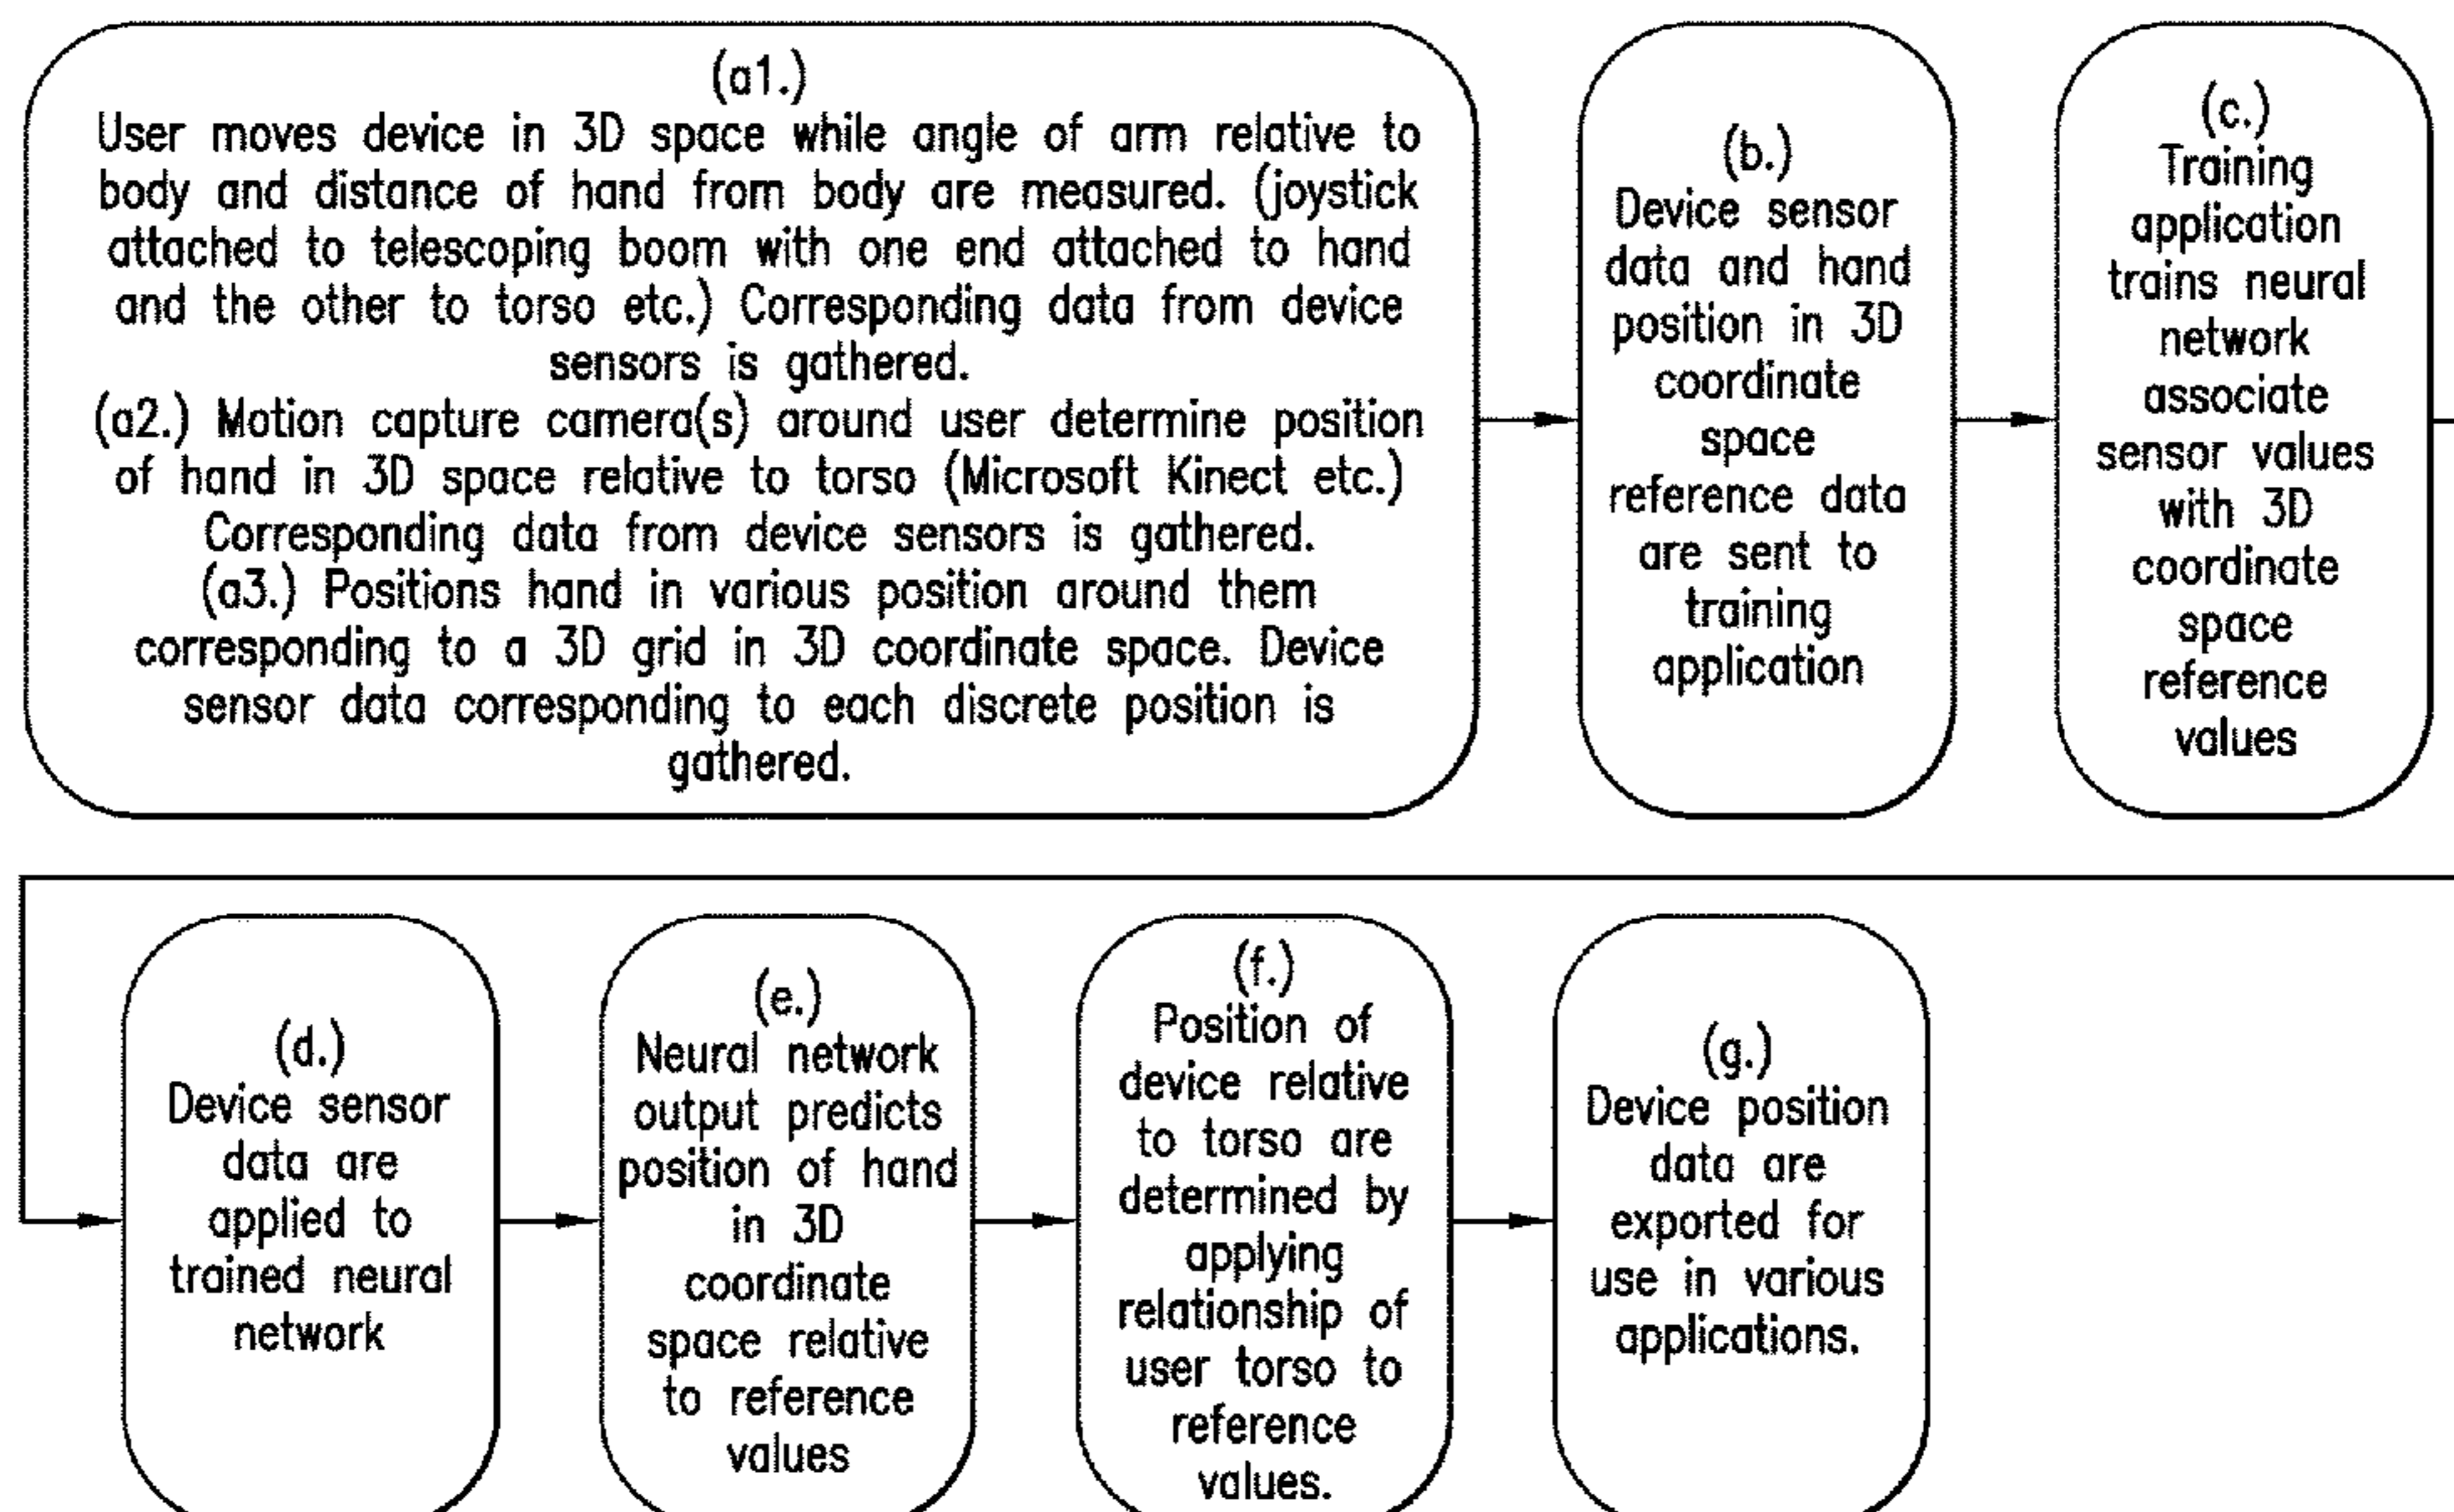 (a1.)
User moves device in 3D space while angle of arm relative to
body and distance of hand from body are measured. (joystick
attached to telescoping boom with one end attached to hand
and the other to torso etc.) Corresponding data from device
sensors is gathered.
(a2.) Motion capture camera(s) around user determine position
of hand in 3D space relative to torso (Microsoft Kinect etc.)
Corresponding data from device sensors is gathered.
(a3.) Positions hand in various position around them
corresponding to a 3D grid in 3D coordinate space. Device
sensor data corresponding to each discrete position is
gathered.
(b.)
Device sensor
data and hand
position in 3D
coordinate
space
reference data
are sent to
training
application
(c.)
Training
application
trains neural
network
associate
sensor values
with 3D
coordinate
space
reference
values
(d.)
Device sensor
data are
applied to
trained neural
network
(e.)
Neural network
output predicts
position of hand
in 3D
coordinate
space relative
to reference
values
(f.)
Position of
device relative
to torso are
determined by
applying
relationship of
user torso to
reference
values.
(g.)
Device position
data are
exported for
use in various
applications.